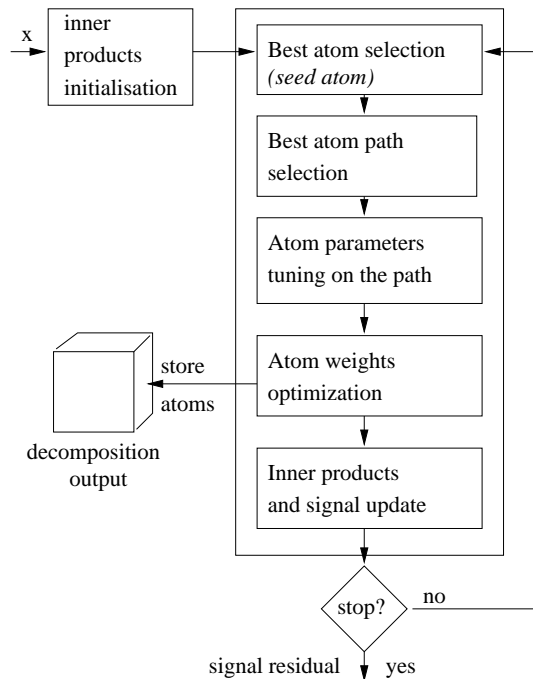 x
inner
products
initialisation
Best atom selection
(seed atom)
Best atom path
selection
Atom parameters
tuning on the path
Atom weights
optimization
store
atoms
decomposition
output
Inner products
and signal update
stop?
no
signal residual
yes